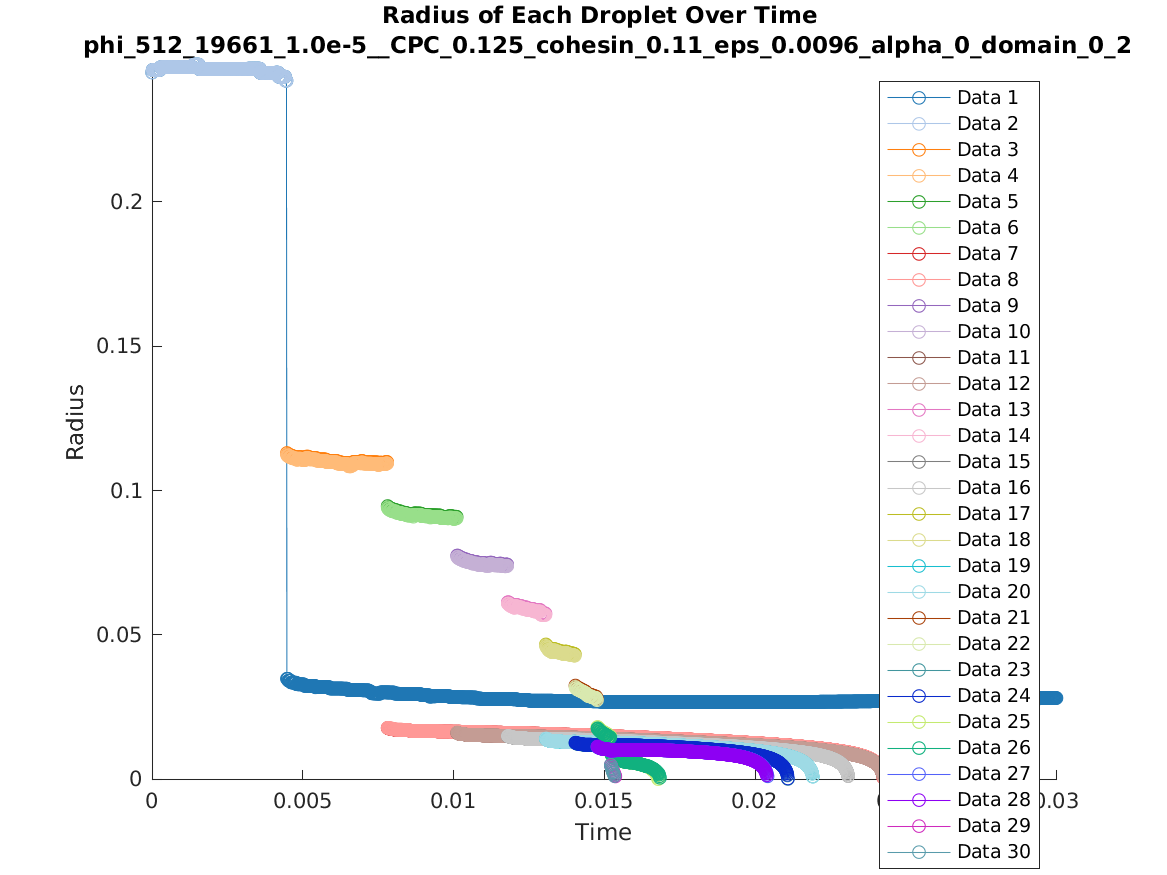 Radius of Each Droplet Over Time
phi_512_19661_1.0e-5__CPC_0.125_cohesin_0.11_eps_0.0096_alpha_0_domain_0_2
Radius
0.2
0.15
0.1
0.05
0
0
0.005
0.01
0.015
0.02
0.03
Time
Data 1
Data 2
Data 3
Data 4
Data 5
Data 6
Data 7
Data 8
Data 9
Data 10
Data 11
Data 12
Data 13
Data 14
Data 15
Data 16
Data 17
Data 18
Data 19
Data 20
Data 21
Data 22
Data 23
Data 24
Data 25
Data 26
Data 27
Data 28
Data 29
Data 30